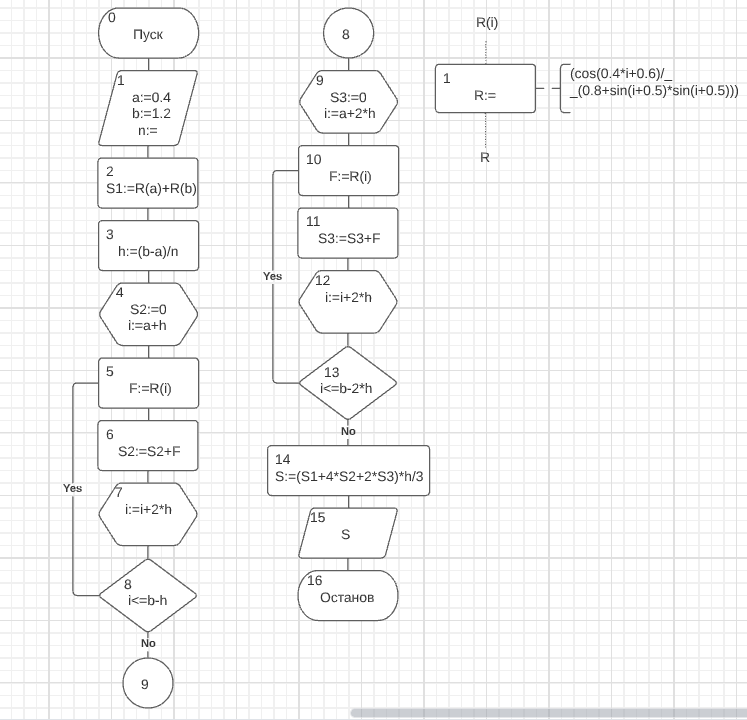 0
Пуск
1
a:=0.4
b:=1.2
n:=
2
S1:=R(a)+R(b)
3
h:=(b-a)/n
4
S2:=0
i:=a+h
5
F:=R(i)
6
S2:=S2+F
7
i:=i+2*h
Yes
8
i<=b-h
No
9
8
9
S3:=0
i:=a+2*h
10
F:=R(i)
11
S3:=S3+F
12
i:=i+2*h
Yes
13
i<=b-2*h
No
14
S:=(S1+4*S2+2*S3)*h/3
15
S
16
Останов
R(i)
1
R:=
(cos(0.4*i+0.6)/_
_(0.8+sin(i+0.5)*sin(i+0.5)))
R